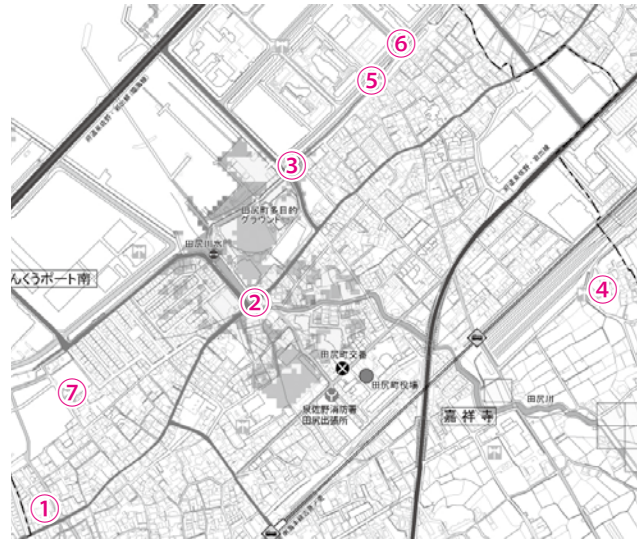 ⑥
⑤
③
田尻町多目的
グラウンド
田尻川水門
④
んくうポート南
②
田尻町交番
田尻町役場
⑦
泉佐野消防署
田尻出張所
嘉祥寺
田尻川
①